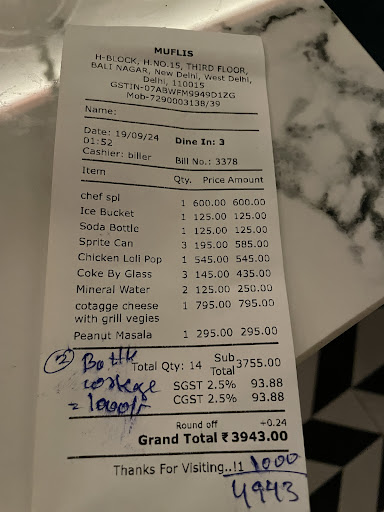 MUFLIS
H-BLOCK, H.NO.15, THIRD FLOOR,
BALI NAGAR, New Delhi, West Delhi,
Delhi, 110015
GSTIN-07ABWFM9949D1ZG
Mob-7290003138/39
Name:
Date: 19/09/24 Dine In: 3
01:52
Cashier: biller Bill No.: 3378
Item Qty. Price Amount
chef spl 1 600.00 600.00
Ice Bucket 1 125.00 125.00
Soda Bottle 1 125.00 125.00
Sprite Can 3 195.00 585.00
Chicken Loli Pop 1 545.00 545.00
Coke By Glass 3 145.00 435.00
Mineral Water 2 125.00 250.00
cotagge cheese 1 795.00 795.00
with grill vegies
Peanut Masala 1 295.00 295.00
② Bottle Total Qty: 14 Sub Total 3755.00
SGST 2.5% 93.88
= 1000/- CGST 2.5% 93.88
Round off +0.24
Grand Total ₹ 3943.00
Thanks For Visiting..!1 1000
4943